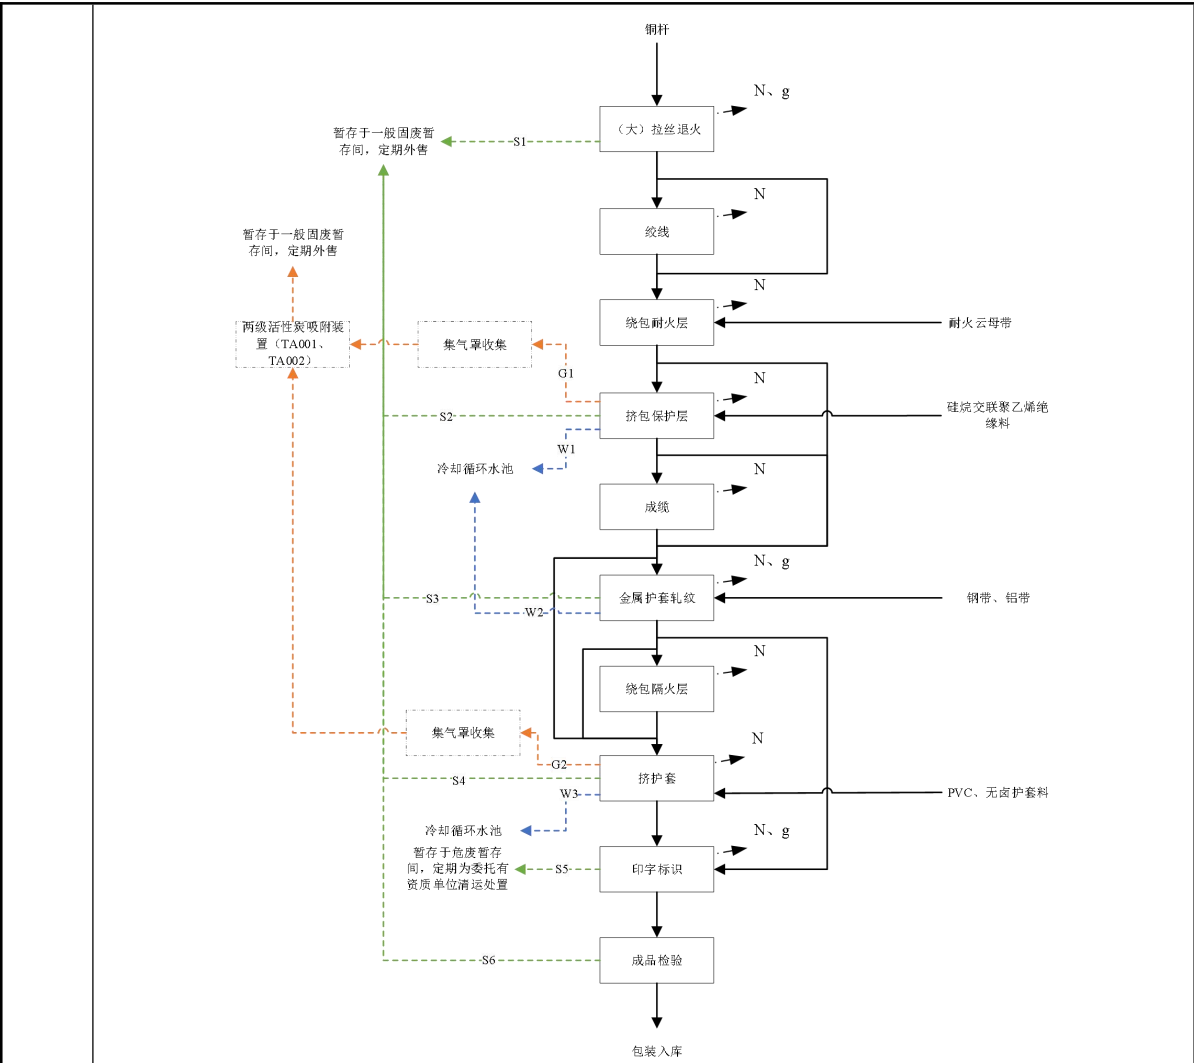 铜杆
N、g
（大）拉丝退火
暂存于一般固废暂
存间，定期外售
S1
N
绞线
暂存于一般固废暂
存间，定期外售
N
绕包耐火层
耐火云母带
两级活性炭吸附装
置（TA001、
TA002）
集气罩收集
G1
N
挤包保护层
硅烷交联聚乙烯绝
缘料
S2
W1
冷却循环水池
N
成缆
N、g
金属护套轧纹
钢带、铝带
S3
W2
N
绕包隔火层
集气罩收集
N
G2
挤护套
S4
W3
PVC、无卤护套料
冷却循环水池
N、g
暂存于危废暂存
间，定期为委托有
资质单位清运处置
S5
印字标识
S6
成品检验
包装入库